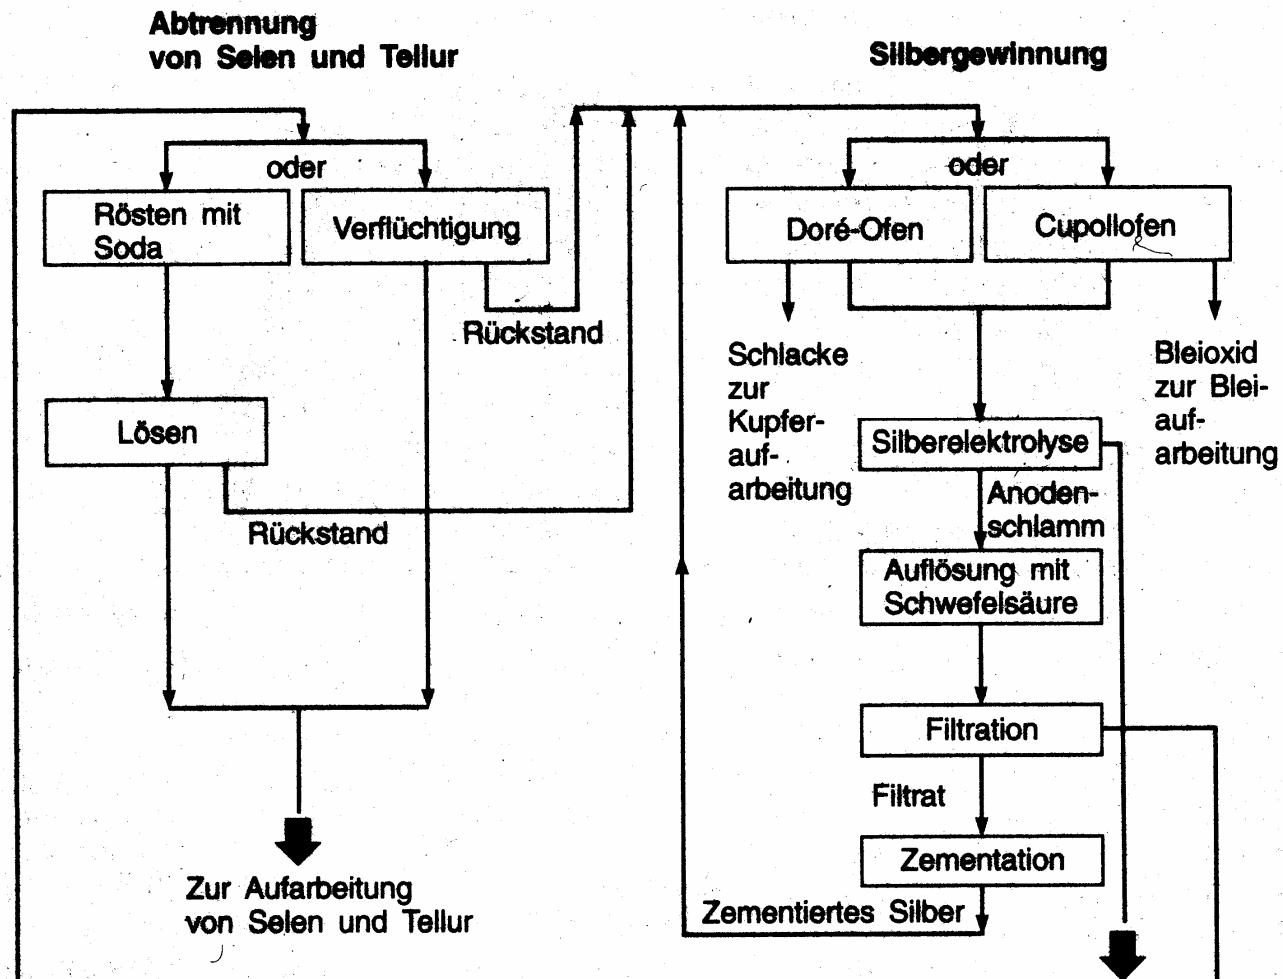 Abtrennung
von Selen und Tellur
oder
Rösten mit
Soda
Verflüchtigung
Rückstand
Lösen
Rückstand
Zur Aufarbeitung
von Selen und Tellur
Silbergewinnung
oder
Doré-Ofen
Cupollofen
Schlacke
zur
Kupfer-
auf-
arbeitung
Bleioxid
zur Blei-
auf-
arbeitung
Silberelektrolyse
Anoden-
schlamm
Auflösung mit
Schwefelsäure
Filtration
Filtrat
Zementation
Zementiertes Silber